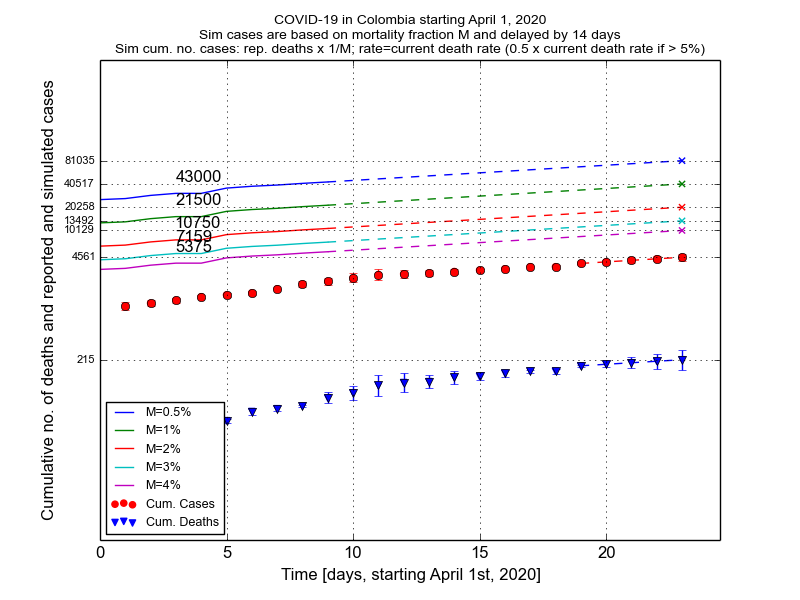 COVID-19 in Colombia starting April 1, 2020
Sim cases are based on mortality fraction M and delayed by 14 days
Sim cum. no. cases: rep. deaths x 1/M; rate=current death rate (0.5 x current death rate if > 5%)
Cumulative no. of deaths and reported and simulated cases
81035
40517
20258
13492
10129
4561
215
43000
21500
10750
7159
5375
M=0.5%
M=1%
M=2%
M=3%
M=4%
Cum. Cases
Cum. Deaths
0 5 10 15 20
Time [days, starting April 1st, 2020]